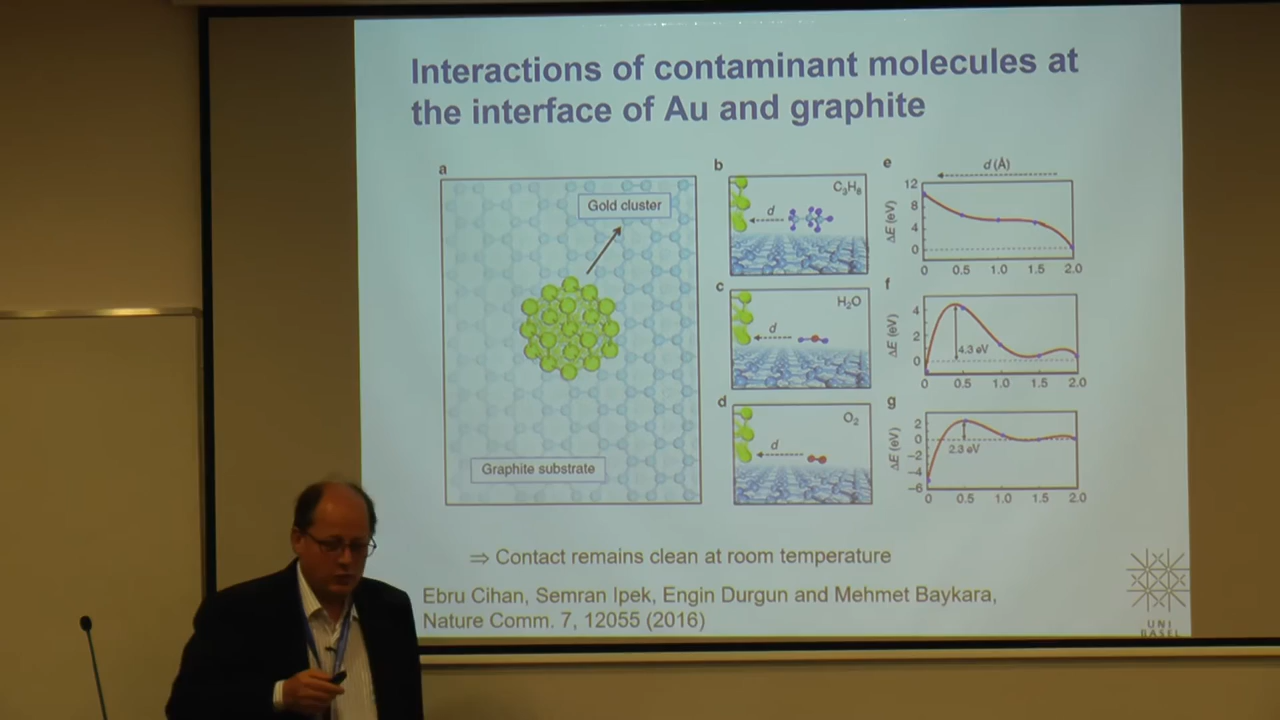 Interactions of contaminant molecules at
the interface of Au and graphite
a
Gold cluster
Graphite substrate
b
C₃H₈
d
c
H₂O
d
d
O₂
d
e
d (Å)
ΔE (eV)
12
8
4
0
0 0.5 1.0 1.5 2.0
f
ΔE (eV)
4
2
0
4.3 eV
0 0.5 1.0 1.5 2.0
g
ΔE (eV)
2
0
−2
−4
−6
2.3 eV
0 0.5 1.0 1.5 2.0
⇒ Contact remains clean at room temperature
Ebru Cihan, Semran Ipek, Engin Durgun and Mehmet Baykara,
Nature Comm. 7, 12055 (2016)
UNI
BASEL